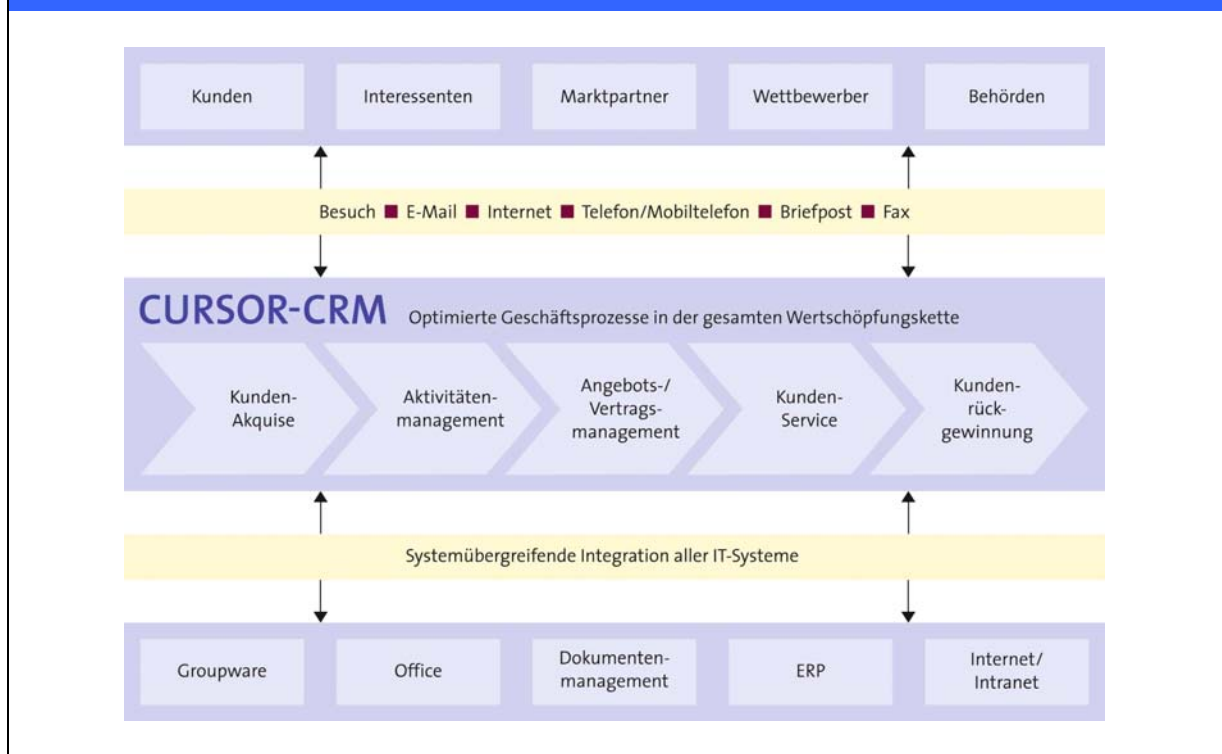 Kunden
Interessenten
Marktpartner
Wettbewerber
Behörden
Besuch ■ E-Mail ■ Internet ■ Telefon/Mobiltelefon ■ Briefpost ■ Fax
CURSOR-CRM Optimierte Geschäftsprozesse in der gesamten Wertschöpfungskette
Kunden-
Akquise
Aktivitäten-
management
Angebots-/
Vertrags-
management
Kunden-
Service
Kunden-
rück-
gewinnung
Systemübergreifende Integration aller IT-Systeme
Groupware
Office
Dokumenten-
management
ERP
Internet/
Intranet